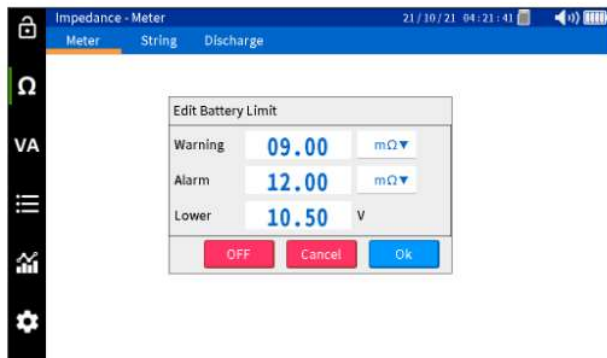 Impedance - Meter 21/10/21 04:21:41
Meter String Discharge
Ω
VA
Edit Battery Limit
Warning 09.00 mΩ▼
Alarm 12.00 mΩ▼
Lower 10.50 V
OFF Cancel Ok